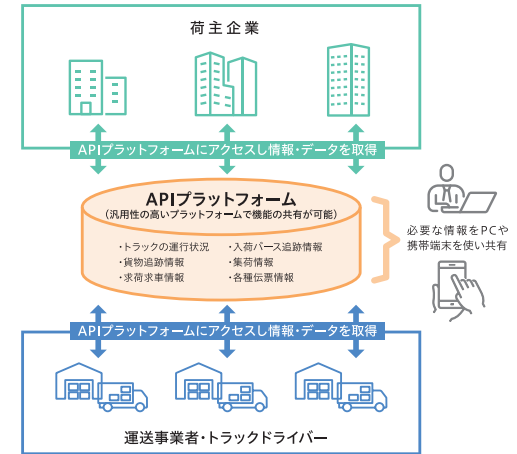 荷主企業
APIプラットフォームにアクセスし情報・データを取得
APIプラットフォーム
（汎用性の高いプラットフォームで機能の共有が可能）
・トラックの運行状況
・貨物追跡情報
・求荷求車情報
・入荷バース追跡情報
・集荷情報
・各種伝票情報
必要な情報をPCや
携帯端末を使い共有
APIプラットフォームにアクセスし情報・データを取得
運送事業者・トラックドライバー